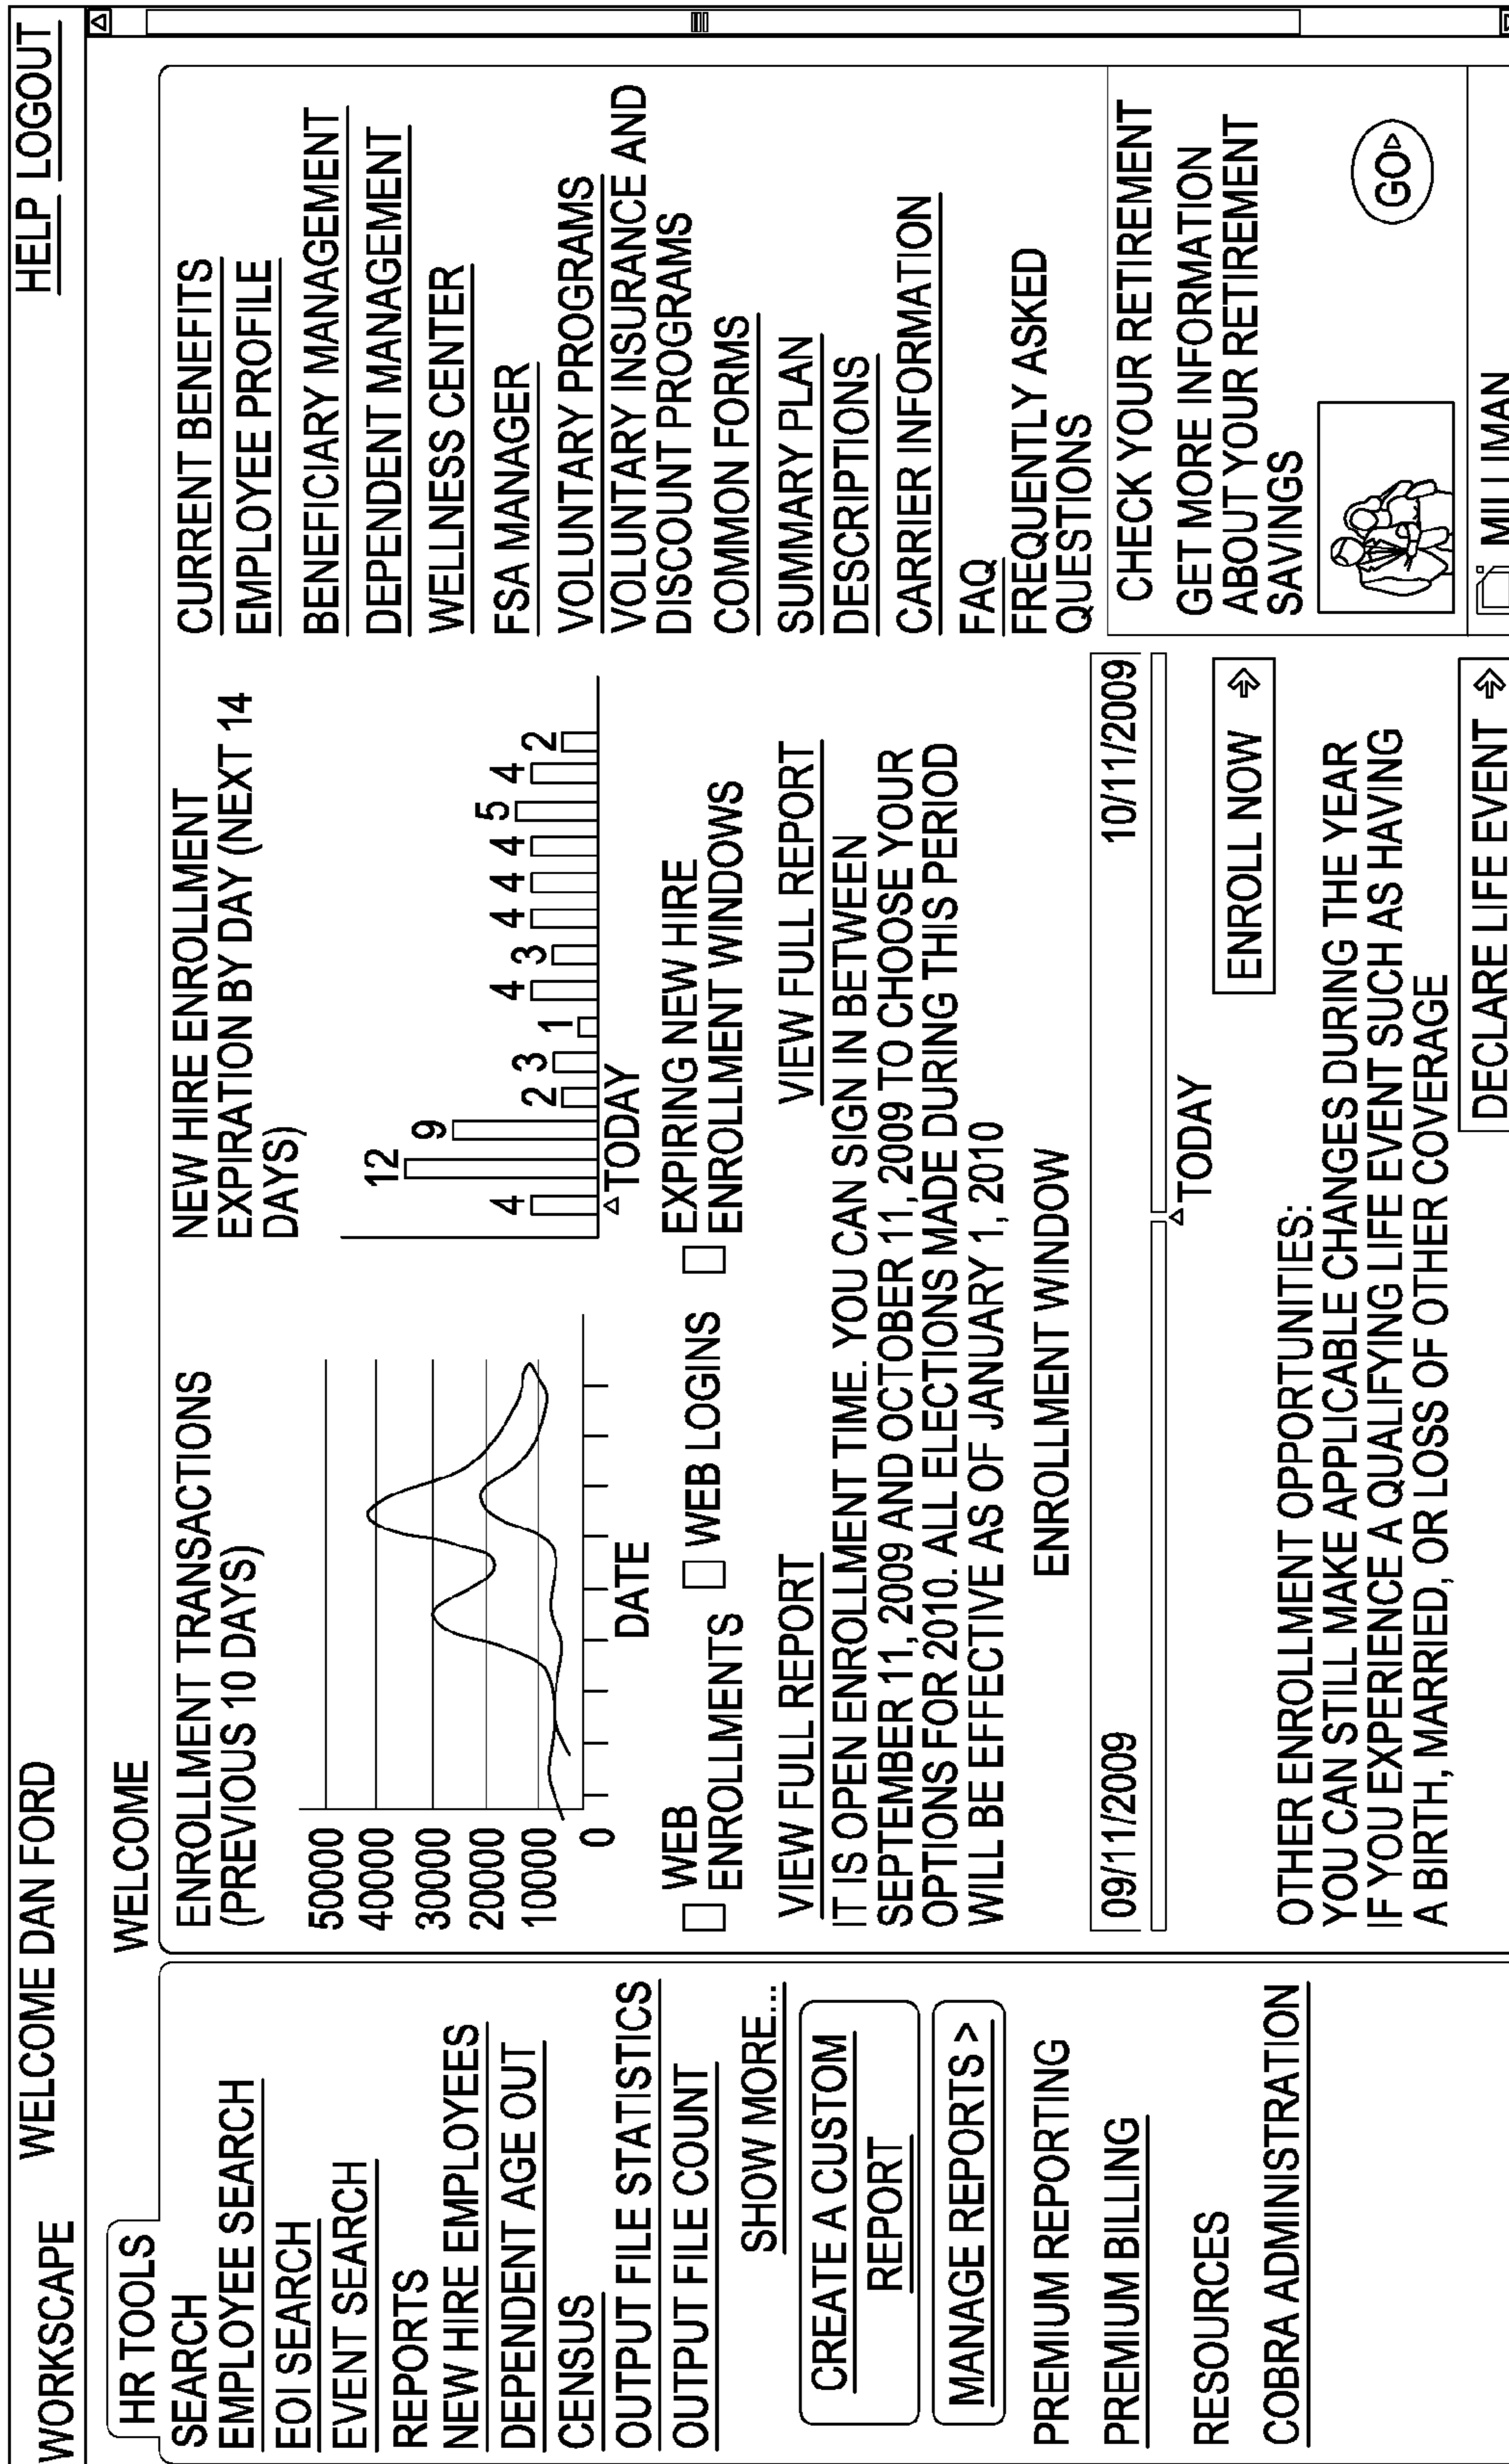 WORKSCAPE WELCOME DAN FORD HELP LOGOUT
HR TOOLS
SEARCH
EMPLOYEE SEARCH
EOI SEARCH
EVENT SEARCH
REPORTS
NEW HIRE EMPLOYEES
DEPENDENT AGE OUT
CENSUS
OUTPUT FILE STATISTICS
OUTPUT FILE COUNT
SHOW MORE...
CREATE A CUSTOM
REPORT
MANAGE REPORTS >
PREMIUM REPORTING
PREMIUM BILLING
RESOURCES
COBRA ADMINISTRATION
WELCOME
ENROLLMENT TRANSACTIONS
(PREVIOUS 10 DAYS)
50000
40000
30000
20000
10000
0
DATE
WEB
ENROLLMENTS
WEB LOGINS
VIEW FULL REPORT
NEW HIRE ENROLLMENT
EXPIRATION BY DAY (NEXT 14
DAYS)
4 12 9 2 3 1 4 3 4 4 4 5 4 2
TODAY
EXPIRING NEW HIRE
ENROLLMENT WINDOWS
VIEW FULL REPORT
IT IS OPEN ENROLLMENT TIME. YOU CAN SIGN IN BETWEEN
SEPTEMBER 11, 2009 AND OCTOBER 11, 2009 TO CHOOSE YOUR
OPTIONS FOR 2010. ALL ELECTIONS MADE DURING THIS PERIOD
WILL BE EFFECTIVE AS OF JANUARY 1, 2010
ENROLLMENT WINDOW
09/11/2009 10/11/2009
TODAY
ENROLL NOW
OTHER ENROLLMENT OPPORTUNITIES:
YOU CAN STILL MAKE APPLICABLE CHANGES DURING THE YEAR
IF YOU EXPERIENCE A QUALIFYING LIFE EVENT SUCH AS HAVING
A BIRTH, MARRIED, OR LOSS OF OTHER COVERAGE
DECLARE LIFE EVENT
CURRENT BENEFITS
EMPLOYEE PROFILE
BENEFICIARY MANAGEMENT
DEPENDENT MANAGEMENT
WELLNESS CENTER
FSA MANAGER
VOLUNTARY PROGRAMS
VOLUNTARY INSURANCE AND
DISCOUNT PROGRAMS
COMMON FORMS
SUMMARY PLAN
DESCRIPTIONS
CARRIER INFORMATION
FAQ
FREQUENTLY ASKED
QUESTIONS
CHECK YOUR RETIREMENT
GET MORE INFORMATION
ABOUT YOUR RETIREMENT
SAVINGS
GO
MILLIMAN